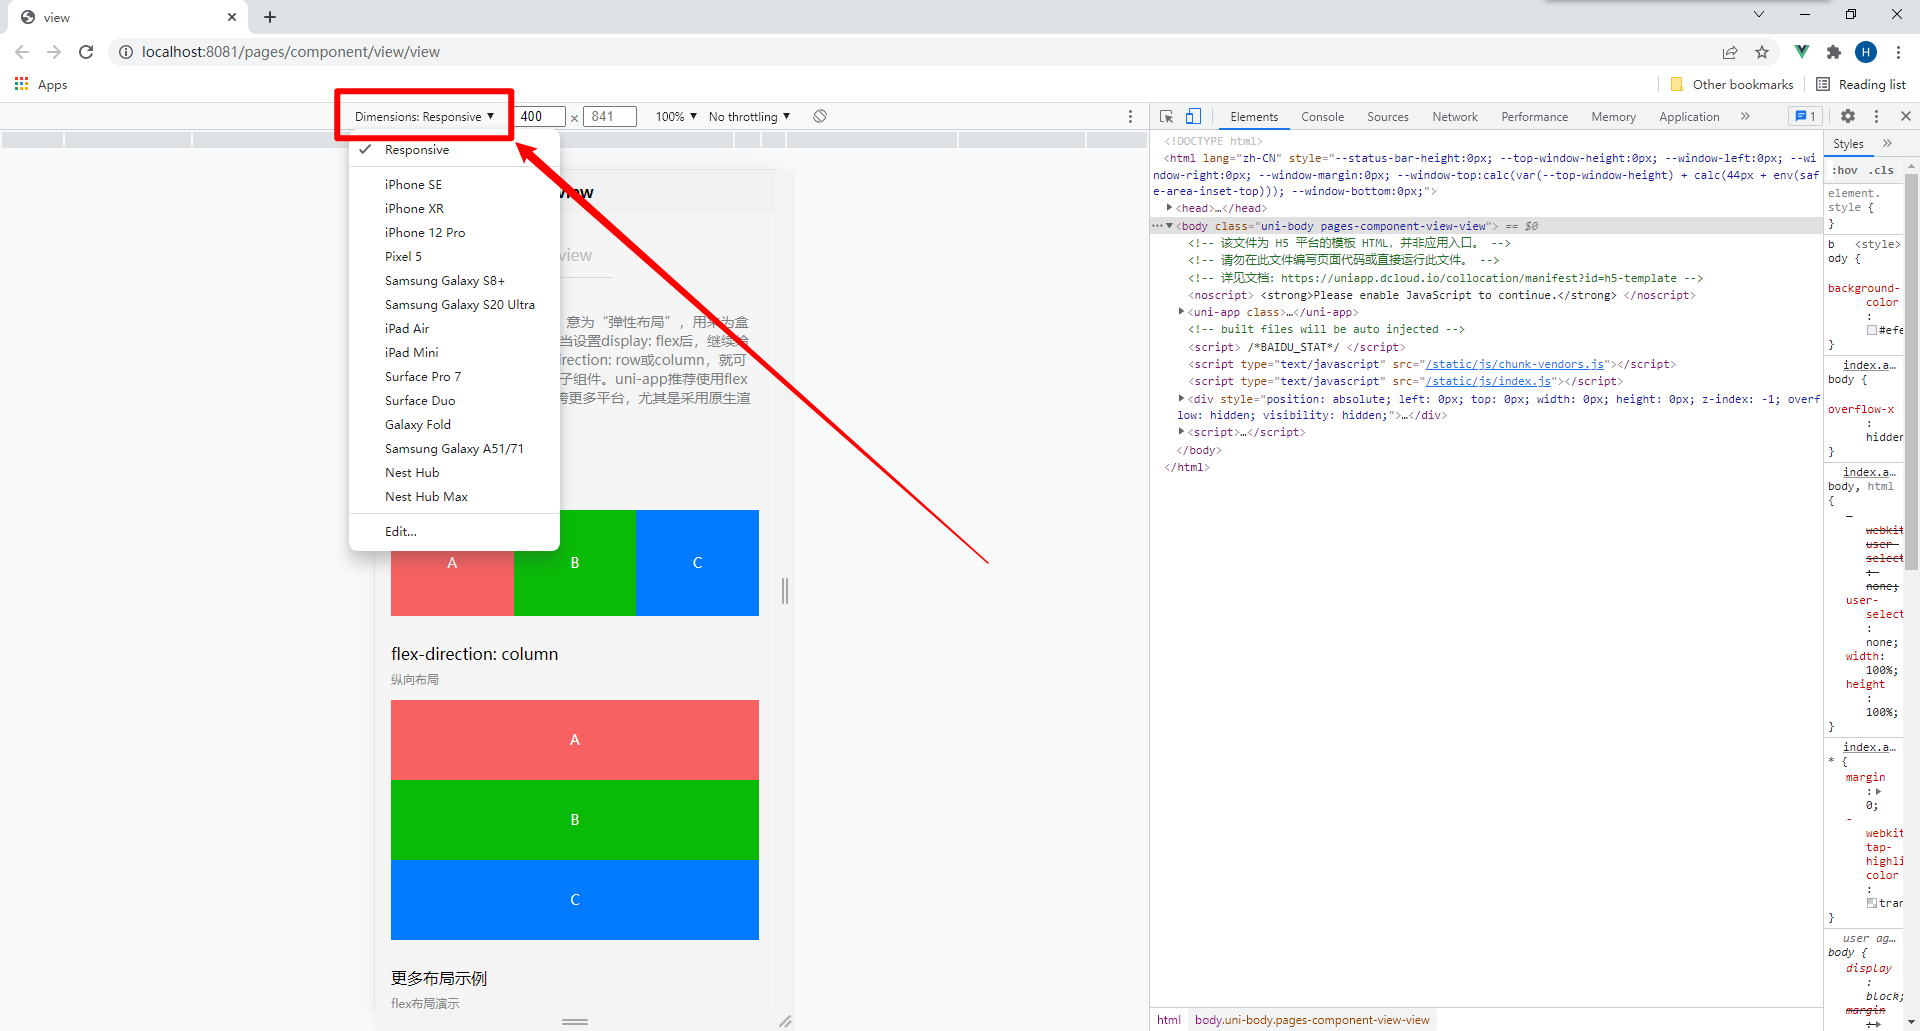 view
localhost:8081/pages/component/view/view
H
Apps
Other bookmarks
Reading list
Dimensions: Responsive ▼
400 × 841
100% ▼
No throttling ▼
Elements
Console
Sources
Network
Performance
Memory
Application
»
1
Responsive
iPhone SE
iPhone XR
iPhone 12 Pro
Pixel 5
Samsung Galaxy S8+
Samsung Galaxy S20 Ultra
iPad Air
iPad Mini
Surface Pro 7
Surface Duo
Galaxy Fold
Samsung Galaxy A51/71
Nest Hub
Nest Hub Max
Edit...
view
view
意为“弹性布局”，用来为盒
当设置display: flex后，继续给
irection: row或column，就可
子组件。uni-app推荐使用flex
跨更多平台，尤其是采用原生渲
A
B
C
flex-direction: column
纵向布局
A
B
C
更多布局示例
flex布局演示
<!DOCTYPE html>
<html lang="zh-CN" style="--status-bar-height:0px; --top-window-height:0px; --window-left:0px; --wi
ndow-right:0px; --window-margin:0px; --window-top:calc(var(--top-window-height) + calc(44px + env(saf
e-area-inset-top))); --window-bottom:0px;">
<head>…</head>
<body class="uni-body pages-component-view-view"> == $0
<!-- 该文件为 H5 平台的模板 HTML，并非应用入口。 -->
<!-- 请勿在此文件编写页面代码或直接运行此文件。 -->
<!-- 详见文档: https://uniapp.dcloud.io/collocation/manifest?id=h5-template -->
<noscript> <strong>Please enable JavaScript to continue.</strong> </noscript>
<uni-app class>…</uni-app>
<!-- built files will be auto injected -->
<script> /*BAIDU_STAT*/ </script>
<script type="text/javascript" src="/static/js/chunk-vendors.js"></script>
<script type="text/javascript" src="/static/js/index.js"></script>
<div style="position: absolute; left: 0px; top: 0px; width: 0px; height: 0px; z-index: -1; overf
low: hidden; visibility: hidden;">…</div>
<script>…</script>
</body>
</html>
html
body.uni-body.pages-component-view-view
Styles
»
:hov .cls
element.
style {
}
b <style>
ody {
background-
color
:
#efe
}
index.a…
body {
overflow-x
:
hidden
}
index.a…
body, html
{
-
webkit
user-
select
:
none;
user-
select
:
none;
width:
100%;
height
:
100%;
}
index.a…
* {
margin
:▶
0;
-
webkit
tap-
highli
color
:
tran
}
user ag…
body {
display
:
block;
margin
:▶